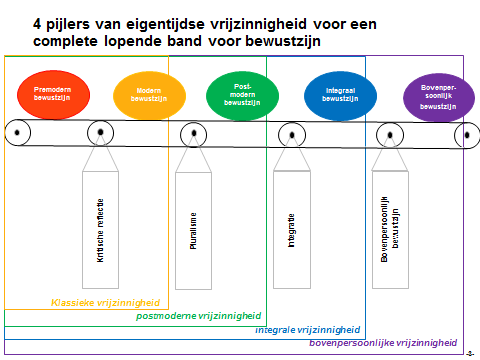 4 pijlers van eigentijdse vrijzinnigheid voor een
complete lopende band voor bewustzijn
Premodern
bewustzijn
Modern
bewustzijn
Post-
modern
bewustzijn
Integraal
bewustzijn
Bovenper-
soonlijk
bewustzijn
Kritische reflectie
Pluralisme
Integratie
Bovenpersoonlijk
bewustzijn
Klassieke vrijzinnigheid
postmoderne vrijzinnigheid
integrale vrijzinnigheid
bovenpersoonlijke vrijzinnigheid